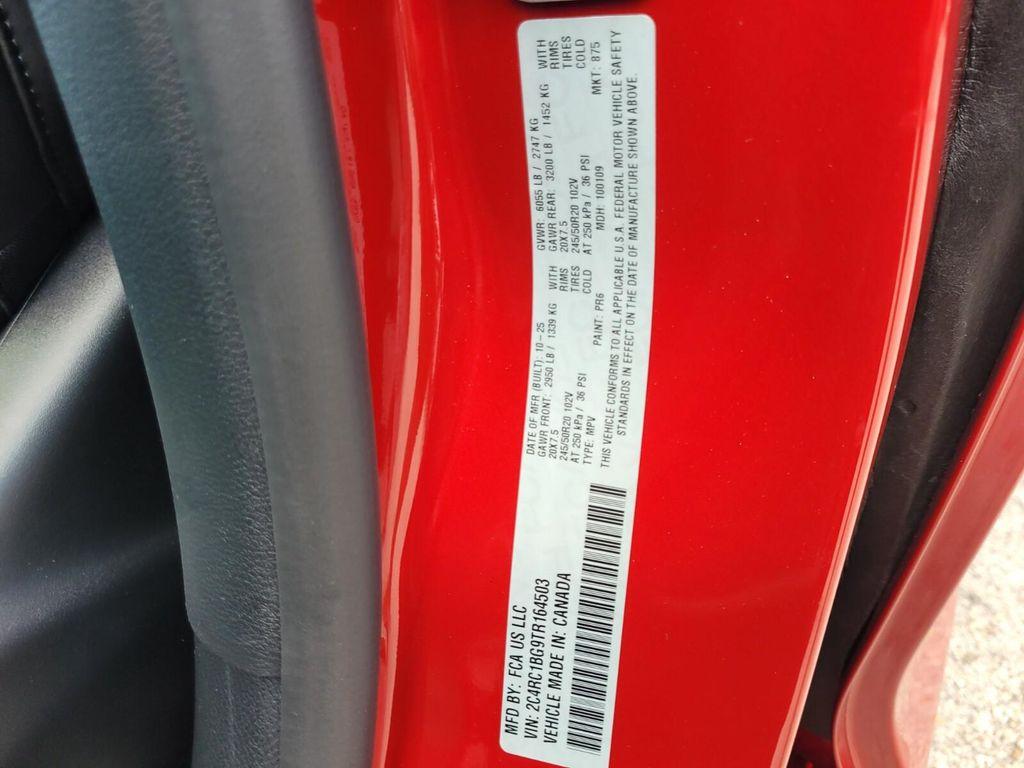 MFD BY: FCA US LLC
VIN: 2C4RC1BG9TR164503
VEHICLE MADE IN: CANADA
DATE OF MFR (BUILT): 10-25 GVWR: 6055 LB / 2747 KG
GAWR FRONT: 2950 LB / 1339 KG WITH GAWR REAR: 3200 LB / 1452 KG WITH
20X7.5 RIMS 20X7.5 RIMS
245/50R20 102V TIRES 245/50R20 102V TIRES
AT 250 kPa / 36 PSI COLD AT 250 kPa / 36 PSI COLD
TYPE: MPV PAINT: PR6 MDH: 100109 MKT: 875
THIS VEHICLE CONFORMS TO ALL APPLICABLE U.S.A. FEDERAL MOTOR VEHICLE SAFETY
STANDARDS IN EFFECT ON THE DATE OF MANUFACTURE SHOWN ABOVE.